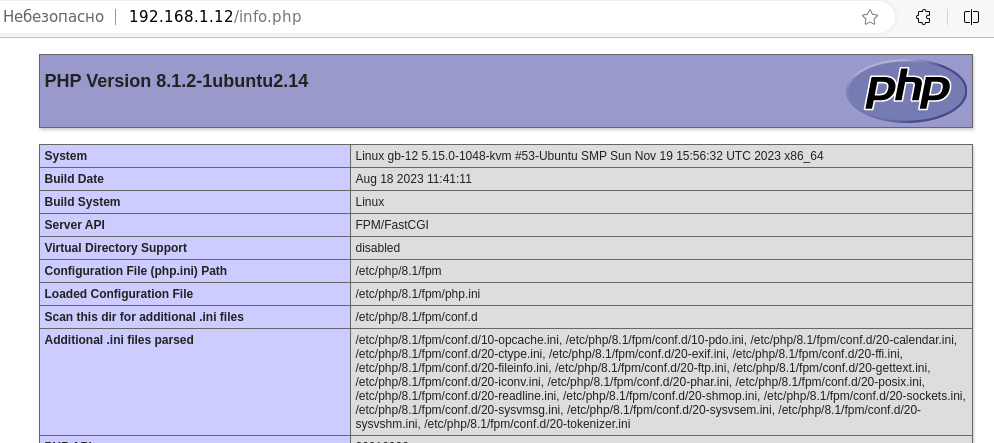 Небезопасно 192.168.1.12/info.php
PHP Version 8.1.2-1ubuntu2.14
php
System Linux gb-12 5.15.0-1048-kvm #53-Ubuntu SMP Sun Nov 19 15:56:32 UTC 2023 x86_64
Build Date Aug 18 2023 11:41:11
Build System Linux
Server API FPM/FastCGI
Virtual Directory Support disabled
Configuration File (php.ini) Path /etc/php/8.1/fpm
Loaded Configuration File /etc/php/8.1/fpm/php.ini
Scan this dir for additional .ini files /etc/php/8.1/fpm/conf.d
Additional .ini files parsed /etc/php/8.1/fpm/conf.d/10-opcache.ini, /etc/php/8.1/fpm/conf.d/10-pdo.ini, /etc/php/8.1/fpm/conf.d/20-calendar.ini,
/etc/php/8.1/fpm/conf.d/20-ctype.ini, /etc/php/8.1/fpm/conf.d/20-exif.ini, /etc/php/8.1/fpm/conf.d/20-ffi.ini,
/etc/php/8.1/fpm/conf.d/20-fileinfo.ini, /etc/php/8.1/fpm/conf.d/20-ftp.ini, /etc/php/8.1/fpm/conf.d/20-gettext.ini,
/etc/php/8.1/fpm/conf.d/20-iconv.ini, /etc/php/8.1/fpm/conf.d/20-phar.ini, /etc/php/8.1/fpm/conf.d/20-posix.ini,
/etc/php/8.1/fpm/conf.d/20-readline.ini, /etc/php/8.1/fpm/conf.d/20-shmop.ini, /etc/php/8.1/fpm/conf.d/20-sockets.ini,
/etc/php/8.1/fpm/conf.d/20-sysvmsg.ini, /etc/php/8.1/fpm/conf.d/20-sysvsem.ini, /etc/php/8.1/fpm/conf.d/20-
sysvshm.ini, /etc/php/8.1/fpm/conf.d/20-tokenizer.ini